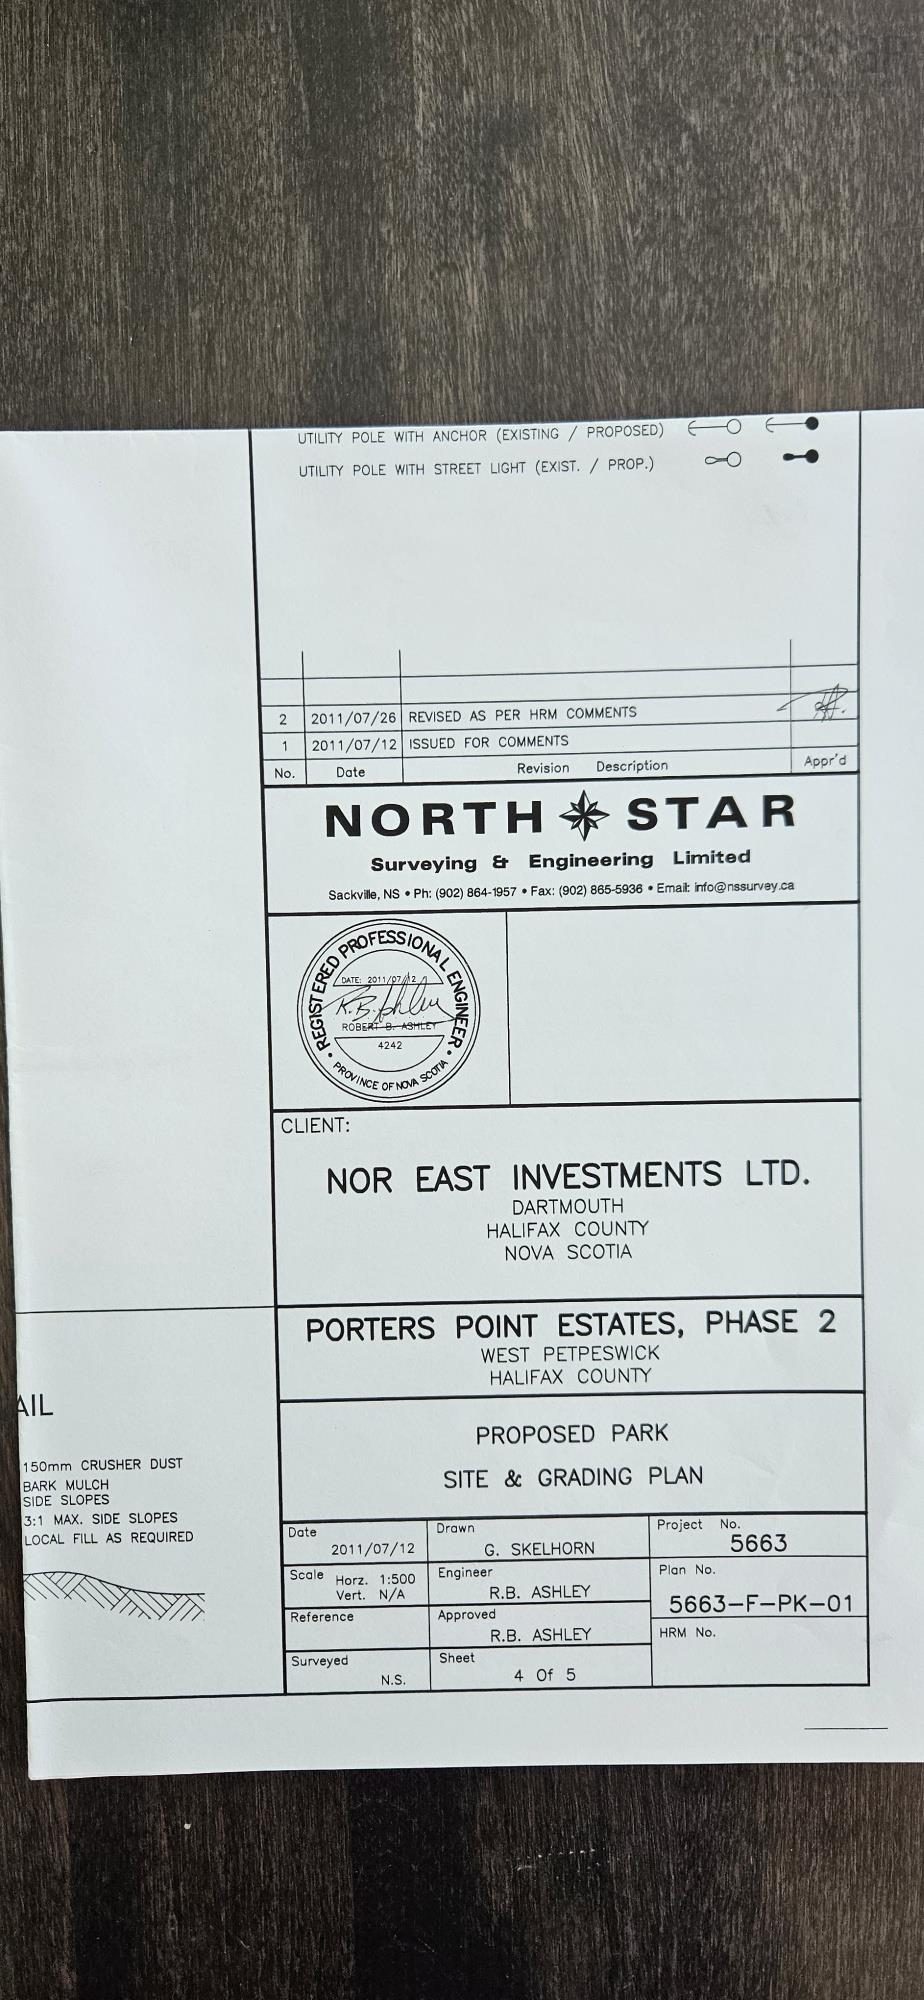 UTILITY POLE WITH ANCHOR (EXISTING / PROPOSED)
UTILITY POLE WITH STREET LIGHT (EXIST. / PROP.)
2 2011/07/26 REVISED AS PER HRM COMMENTS
1 2011/07/12 ISSUED FOR COMMENTS
No. Date Revision Description Appr'd
NORTH STAR
Surveying & Engineering Limited
Sackville, NS • Ph: (902) 864-1957 • Fax: (902) 865-5936 • Email: info@nssurvey.ca
REGISTERED PROFESSIONAL ENGINEER
DATE: 2011/07/12
R.B. Ashley
ROBERT B. ASHLEY
4242
• PROVINCE OF NOVA SCOTIA •
CLIENT:
NOR EAST INVESTMENTS LTD.
DARTMOUTH
HALIFAX COUNTY
NOVA SCOTIA
PORTERS POINT ESTATES, PHASE 2
WEST PETPESWICK
HALIFAX COUNTY
PROPOSED PARK
SITE & GRADING PLAN
AIL
150mm CRUSHER DUST
BARK MULCH
SIDE SLOPES
3:1 MAX. SIDE SLOPES
LOCAL FILL AS REQUIRED
Date
2011/07/12
Drawn
G. SKELHORN
Project No.
5663
Scale
Horz. 1:500
Vert. N/A
Engineer
R.B. ASHLEY
Plan No.
5663-F-PK-01
Reference
Approved
R.B. ASHLEY
HRM No.
Surveyed
N.S.
Sheet
4 Of 5